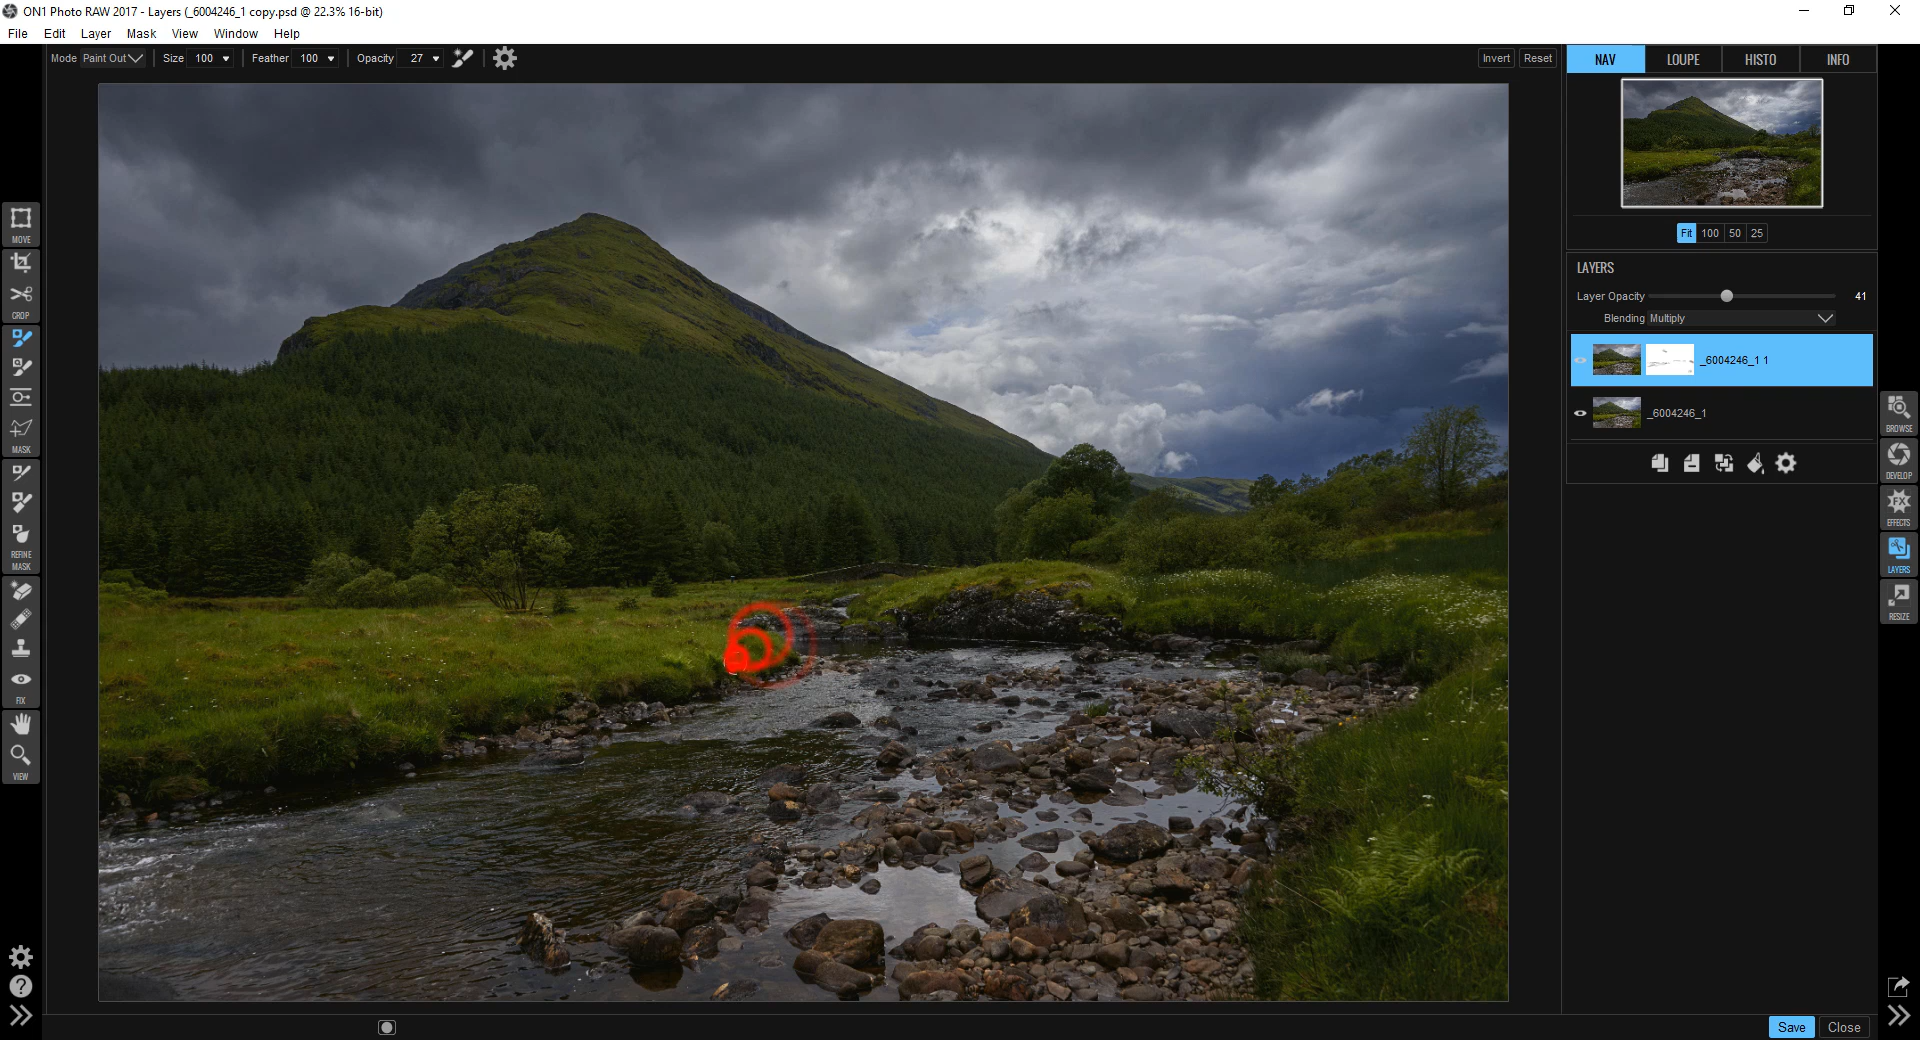 ON1 Photo RAW 2017 - Layers (_6004246_1 copy.psd @ 22.3% 16-bit)
File Edit Layer Mask View Window Help
Mode Paint Out Size 100 Feather 100 Opacity 27 Invert Reset
NAV LOUPE HISTO INFO
Fit 100 50 25
LAYERS
Layer Opacity 41
Blending Multiply
_6004246_1 1
_6004246_1
MOVE
CROP
MASK
REFINE
MASK
FIX
VIEW
BROWSE
DEVELOP
FX
EFFECTS
LAYERS
RESIZE
?
Save Close